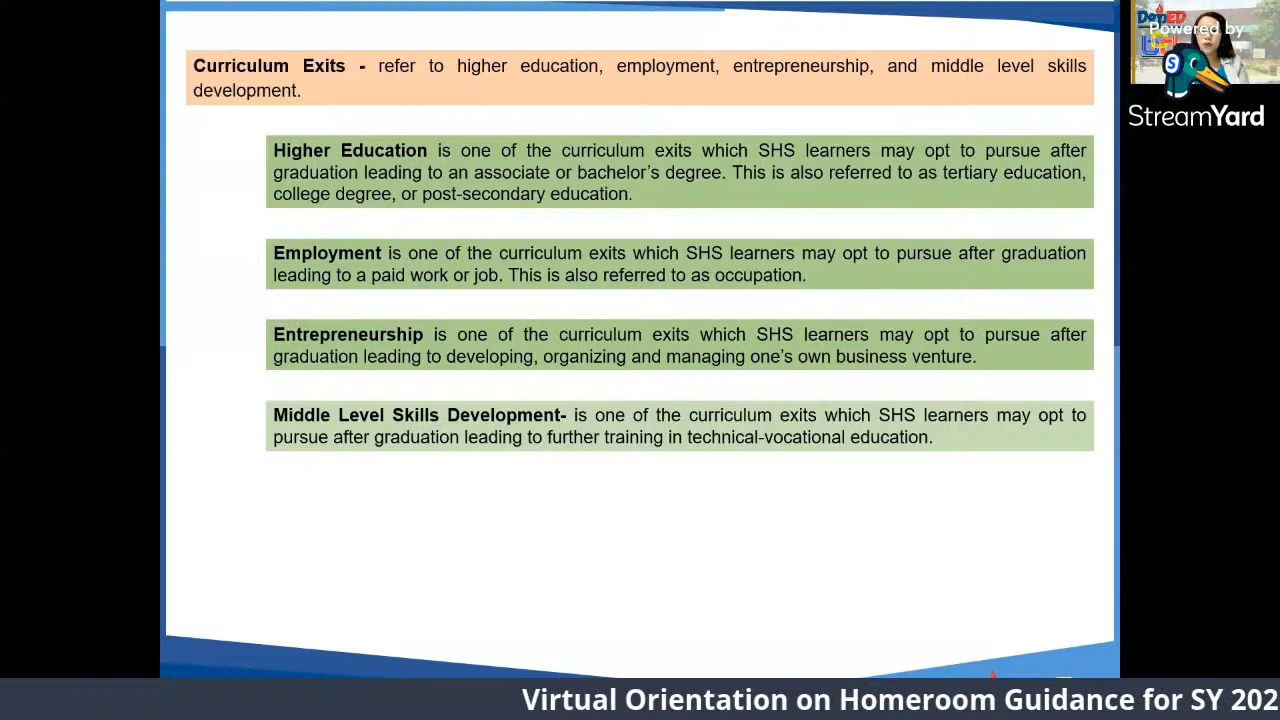 Curriculum Exits - refer to higher education, employment, entrepreneurship, and middle level skills
development.
Higher Education is one of the curriculum exits which SHS learners may opt to pursue after
graduation leading to an associate or bachelor's degree. This is also referred to as tertiary education,
college degree, or post-secondary education.
Employment is one of the curriculum exits which SHS learners may opt to pursue after graduation
leading to a paid work or job. This is also referred to as occupation.
Entrepreneurship is one of the curriculum exits which SHS learners may opt to pursue after
graduation leading to developing, organizing and managing one's own business venture.
Middle Level Skills Development- is one of the curriculum exits which SHS learners may opt to
pursue after graduation leading to further training in technical-vocational education.
DepED
Powered by
S
StreamYard
Virtual Orientation on Homeroom Guidance for SY 202